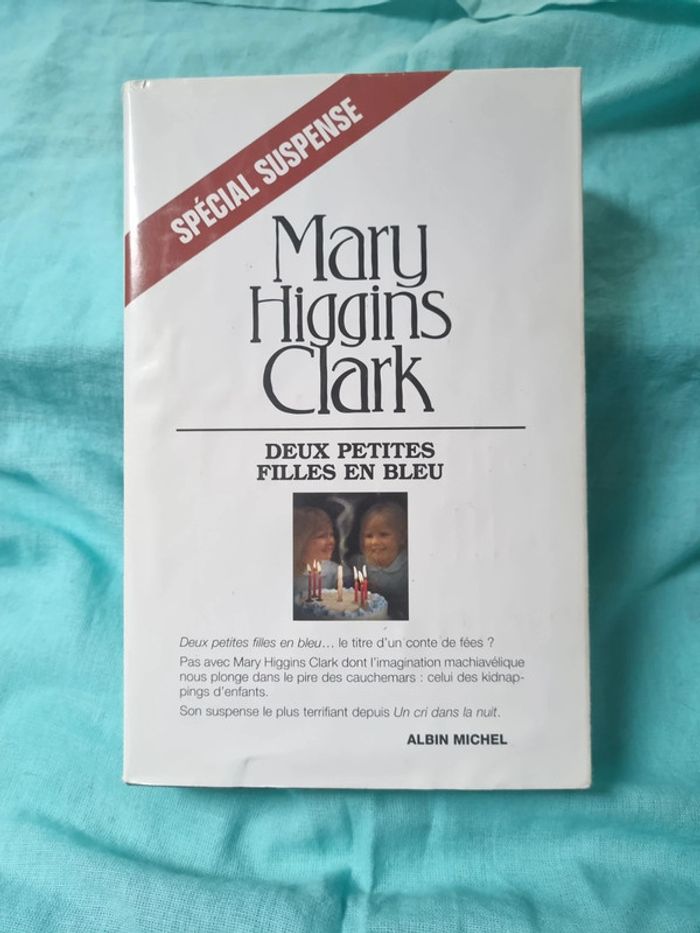 SPÉCIAL SUSPENSE
Mary
Higgins
Clark
DEUX PETITES
FILLES EN BLEU
Deux petites filles en bleu... le titre d'un conte de fées ?
Pas avec Mary Higgins Clark dont l'imagination machiavélique
nous plonge dans le pire des cauchemars : celui des kidnap-
pings d'enfants.
Son suspense le plus terrifiant depuis Un cri dans la nuit.
ALBIN MICHEL